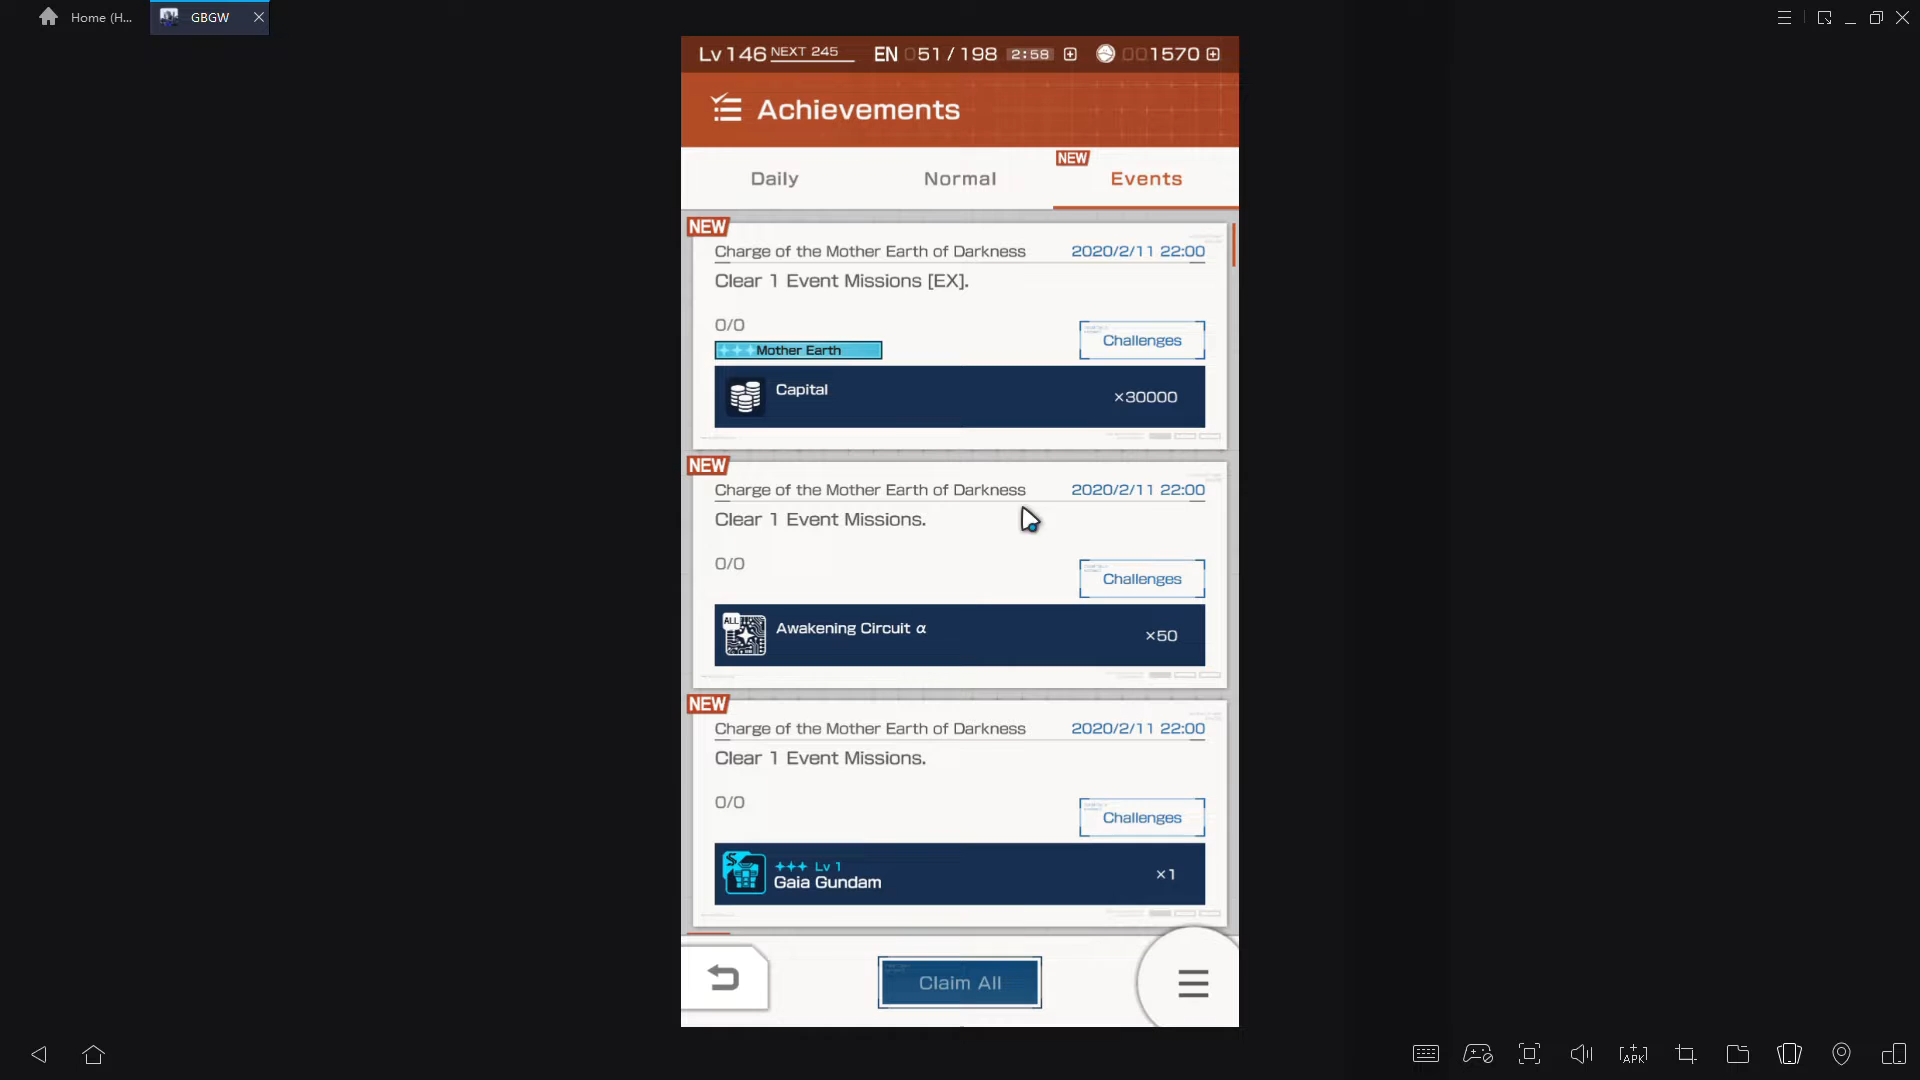 Home (H...
GBGW
Lv 146 NEXT 245 EN 051 / 198 2:58 001570
Achievements
Daily
Normal
NEW
Events
NEW
Charge of the Mother Earth of Darkness 2020/2/11 22:00
Clear 1 Event Missions [EX].
0/0
Challenges
Mother Earth
Capital ×30000
NEW
Charge of the Mother Earth of Darkness 2020/2/11 22:00
Clear 1 Event Missions.
0/0
Challenges
ALL
Awakening Circuit α ×50
NEW
Charge of the Mother Earth of Darkness 2020/2/11 22:00
Clear 1 Event Missions.
0/0
Challenges
S
Lv 1
Gaia Gundam ×1
Claim All
APK